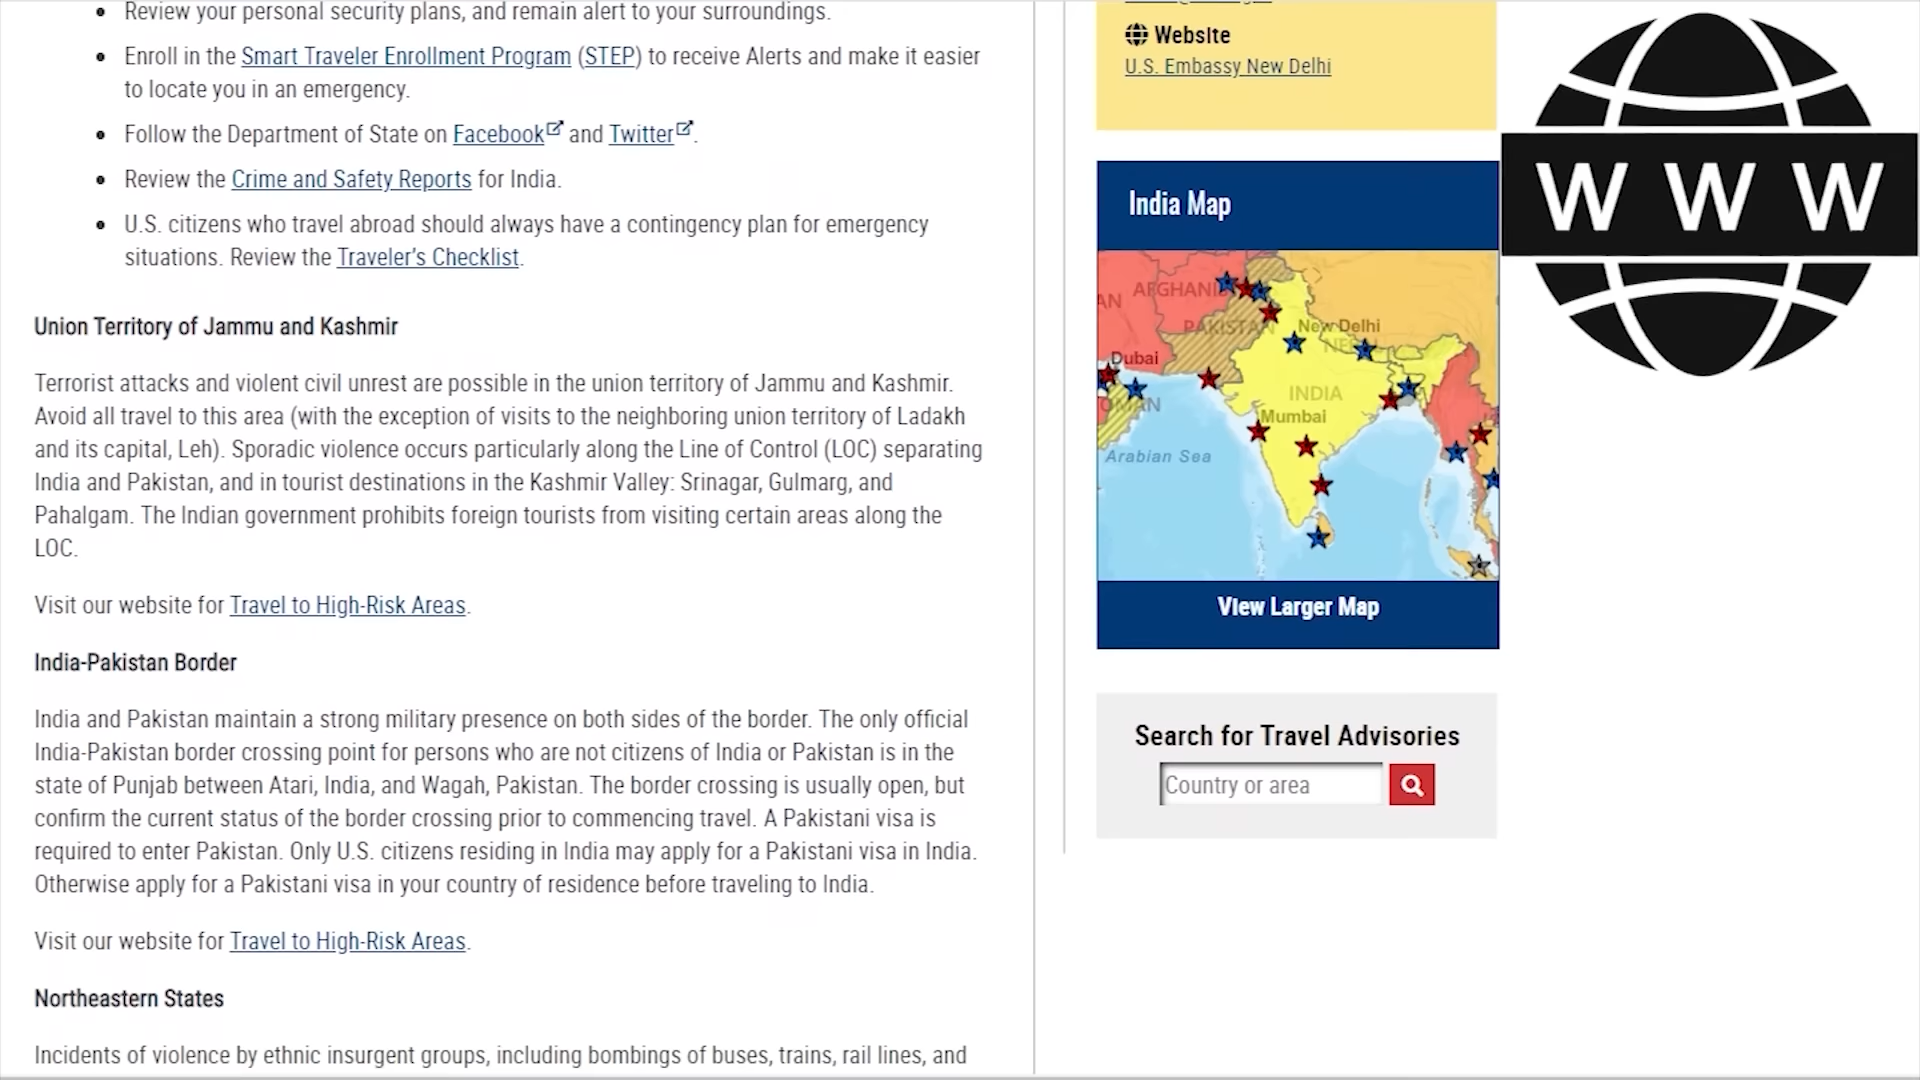 Review your personal security plans, and remain alert to your surroundings.
Enroll in the Smart Traveler Enrollment Program (STEP) to receive Alerts and make it easier
to locate you in an emergency.
Follow the Department of State on Facebook and Twitter.
Review the Crime and Safety Reports for India.
U.S. citizens who travel abroad should always have a contingency plan for emergency
situations. Review the Traveler's Checklist.
Union Territory of Jammu and Kashmir
Terrorist attacks and violent civil unrest are possible in the union territory of Jammu and Kashmir.
Avoid all travel to this area (with the exception of visits to the neighboring union territory of Ladakh
and its capital, Leh). Sporadic violence occurs particularly along the Line of Control (LOC) separating
India and Pakistan, and in tourist destinations in the Kashmir Valley: Srinagar, Gulmarg, and
Pahalgam. The Indian government prohibits foreign tourists from visiting certain areas along the
LOC.
Visit our website for Travel to High-Risk Areas.
India-Pakistan Border
India and Pakistan maintain a strong military presence on both sides of the border. The only official
India-Pakistan border crossing point for persons who are not citizens of India or Pakistan is in the
state of Punjab between Atari, India, and Wagah, Pakistan. The border crossing is usually open, but
confirm the current status of the border crossing prior to commencing travel. A Pakistani visa is
required to enter Pakistan. Only U.S. citizens residing in India may apply for a Pakistani visa in India.
Otherwise apply for a Pakistani visa in your country of residence before traveling to India.
Visit our website for Travel to High-Risk Areas.
Northeastern States
Incidents of violence by ethnic insurgent groups, including bombings of buses, trains, rail lines, and
Website
U.S. Embassy New Delhi
India Map
AN
AFGHANI
PAKISTAN
New Delhi
NEPAL
Dubai
OMAN
INDIA
Mumbai
Arabian Sea
View Larger Map
Search for Travel Advisories
Country or area
W W W